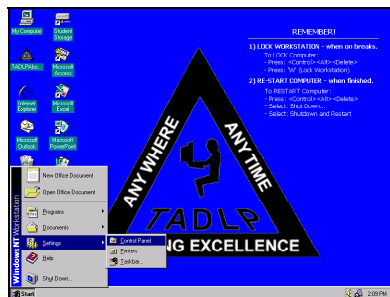 My Computer
Student
Storage
TADLPAbo...
Microsoft
Access
Internet
Explorer
Microsoft
Excel
Microsoft
Outlook
Microsoft
PowerPoint
REMEMBER!
1) LOCK WORKSTATION - when on breaks.
To LOCK Computer:
- Press: <Control> <Alt> <Delete>
- Press: 'W' (Lock Workstation)
2) RE-START COMPUTER - when finished.
To RESTART Computer:
- Press: <Control> <Alt> <Delete>
- Select: Shut Down...
- Select: Shutdown and Restart
ANYWHERE
ANYTIME
TADLP
NG EXCELLENCE
New Office Document
Open Office Document
Programs
Documents
Settings
Help
Shut Down...
Windows NT Workstation
Control Panel
Printers
Taskbar...
Start
2:09 PM